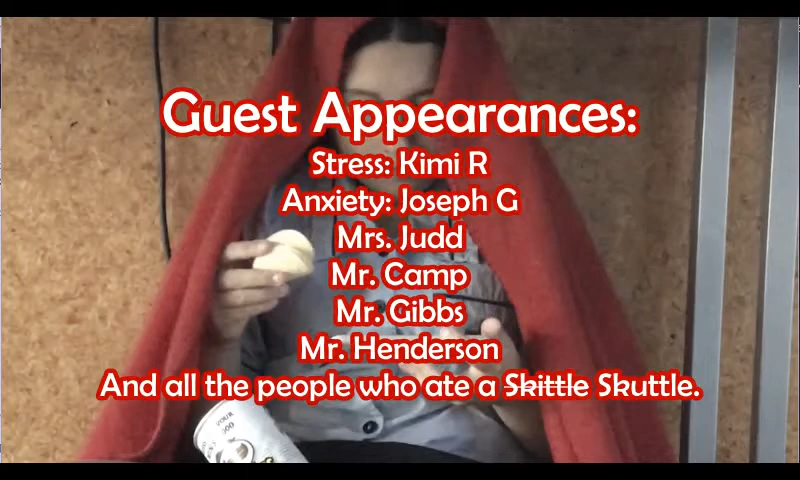 Guest Appearances:
Stress: Kimi R
Anxiety: Joseph G
Mrs. Judd
Mr. Camp
Mr. Gibbs
Mr. Henderson
And all the people who ate a Skittle Skuttle.